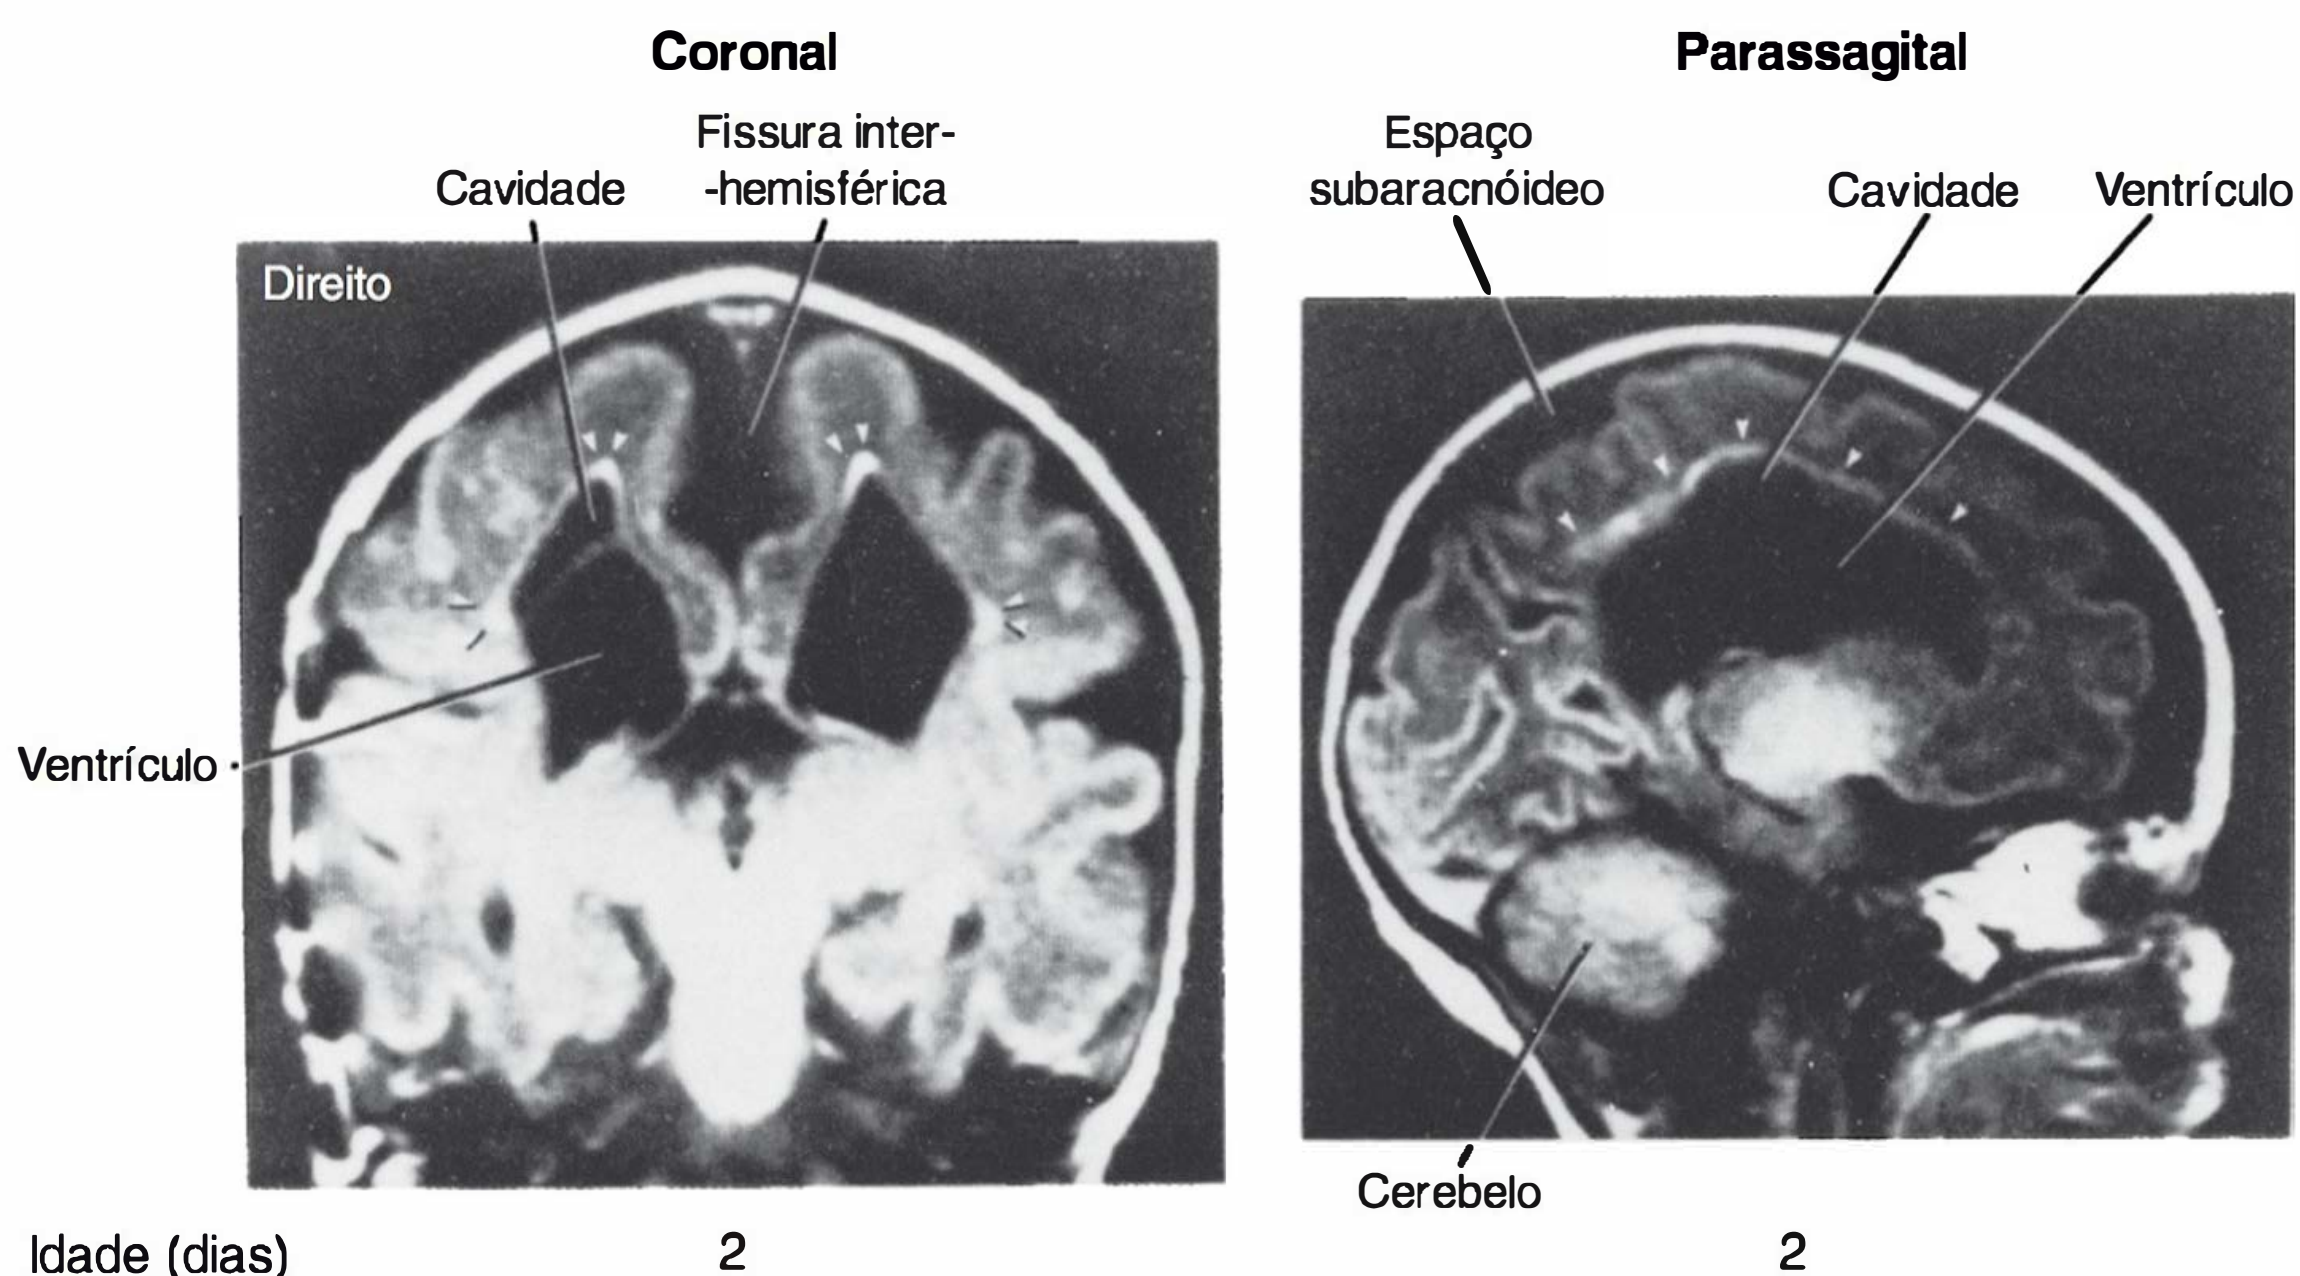 Coronal
Parassagital
Fissura inter-
-hemisférica
Cavidade
Espaço
subaracnóideo
Cavidade
Ventrículo
Direito
Ventrículo
Cerebelo
Idade (dias)
2
2